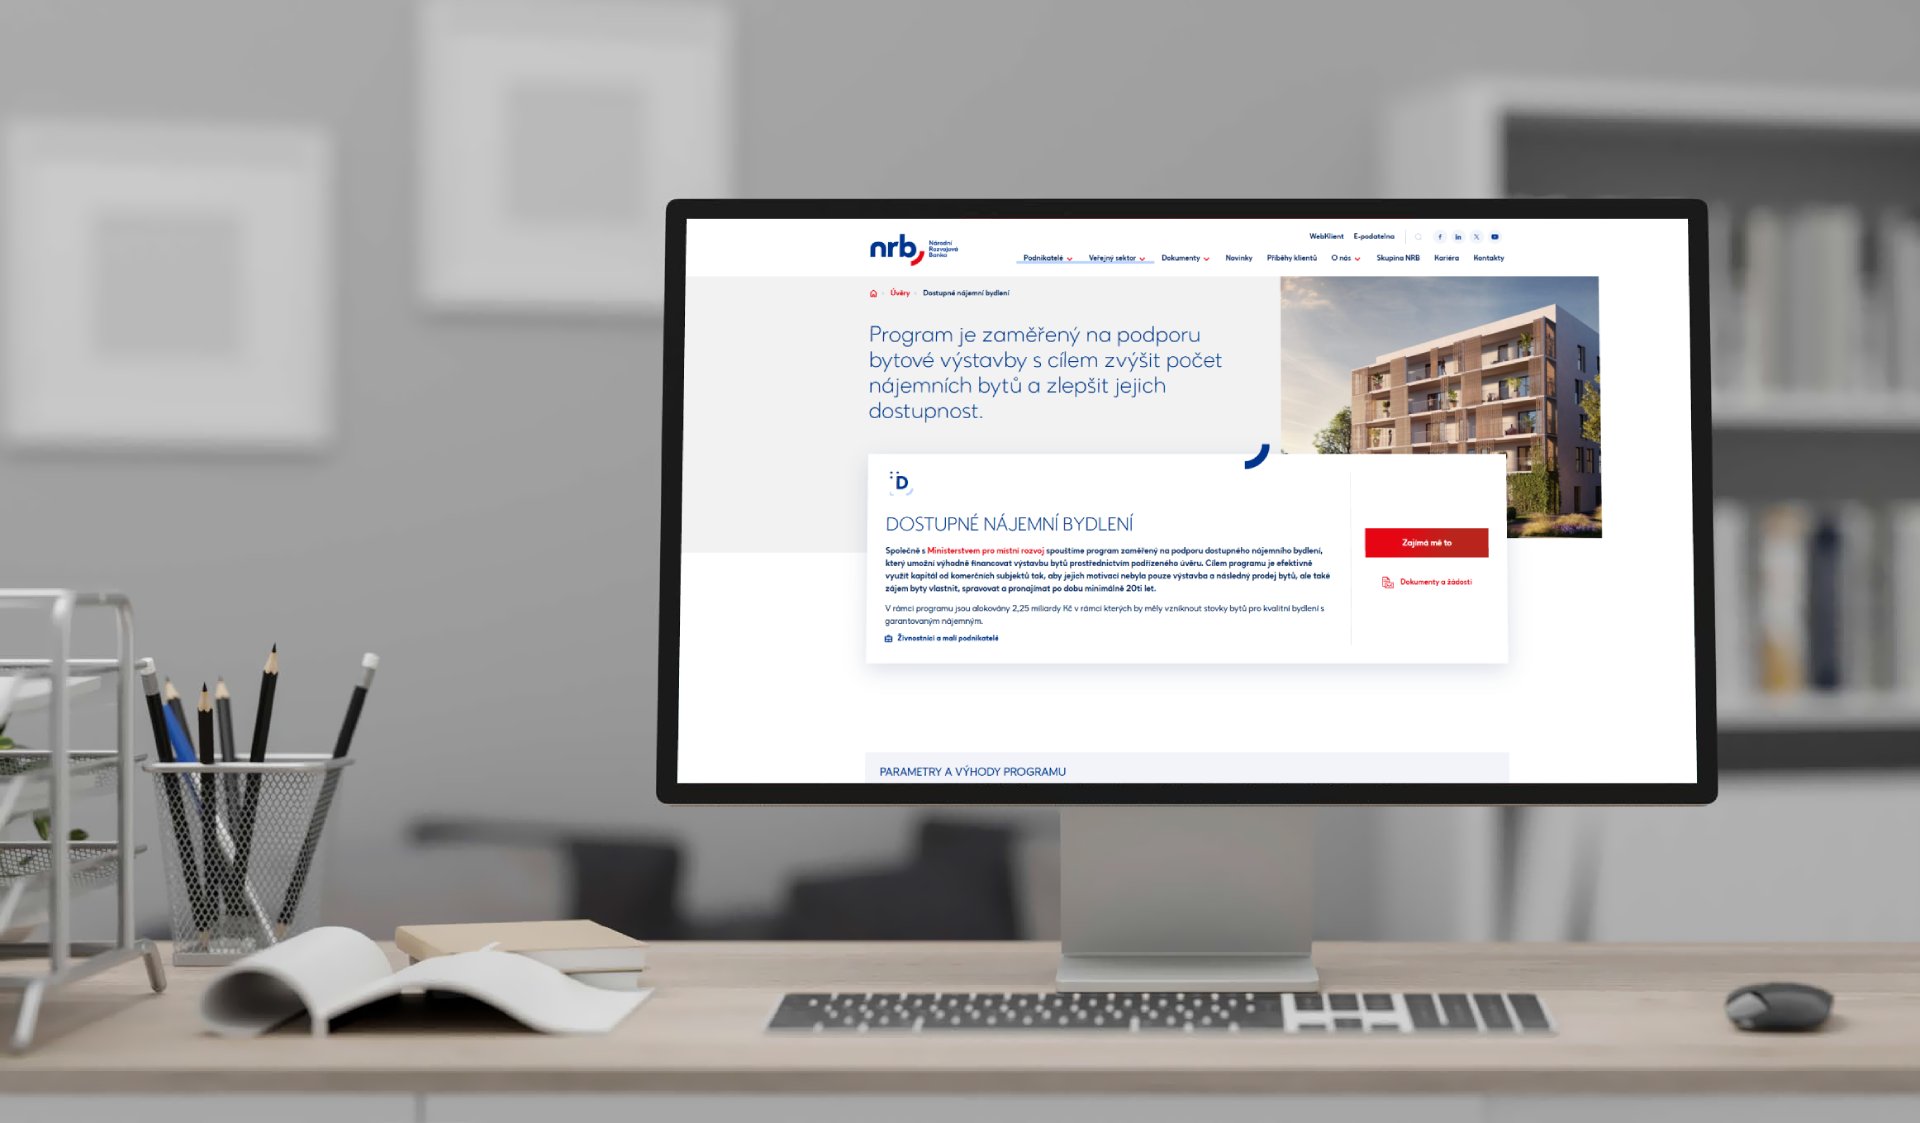 nrb
Národní
Rozvojová
Banka
WebKlient E-podatelna
Podnikatelé Veřejný sektor Dokumenty Novinky Příběhy klientů O nás Skupina NRB Kariéra Kontakty
Úvěry Dostupné nájemní bydlení
Program je zaměřený na podporu
bytové výstavby s cílem zvýšit počet
nájemních bytů a zlepšit jejich
dostupnost.
D
DOSTUPNÉ NÁJEMNÍ BYDLENÍ
Společně s Ministerstvem pro místní rozvoj spouštíme program zaměřený na podporu dostupného nájemního bydlení,
který umožní výhodně financovat výstavbu bytů prostřednictvím podřízeného úvěru. Cílem programu je efektivně
využít kapitál od komerčních subjektů tak, aby jejich motivací nebyla pouze výstavba a následný prodej bytů, ale také
zájem byty vlastnit, spravovat a pronajímat po dobu minimálně 20ti let.
V rámci programu jsou alokovány 2,25 miliardy Kč v rámci kterých by měly vzniknout stovky bytů pro kvalitní bydlení s
garantovaným nájemným.
Živnostníci a malí podnikatelé
Zajímá mě to
Dokumenty a žádosti
PARAMETRY A VÝHODY PROGRAMU